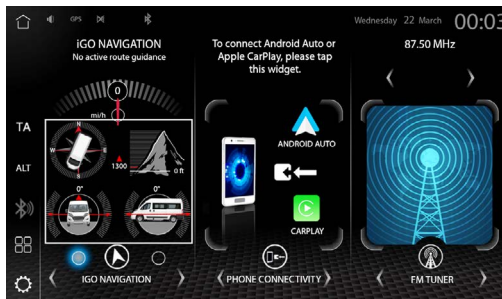 GPS
Wednesday 22 March 00:03
iGO NAVIGATION
No active route guidance
0
mi/h
N
W
E
S
1300
0 ft
0°
0°
IGO NAVIGATION
To connect Android Auto or
Apple CarPlay, please tap
this widget.
ANDROID AUTO
CARPLAY
PHONE CONNECTIVITY
87.50 MHz
FM TUNER
TA
ALT